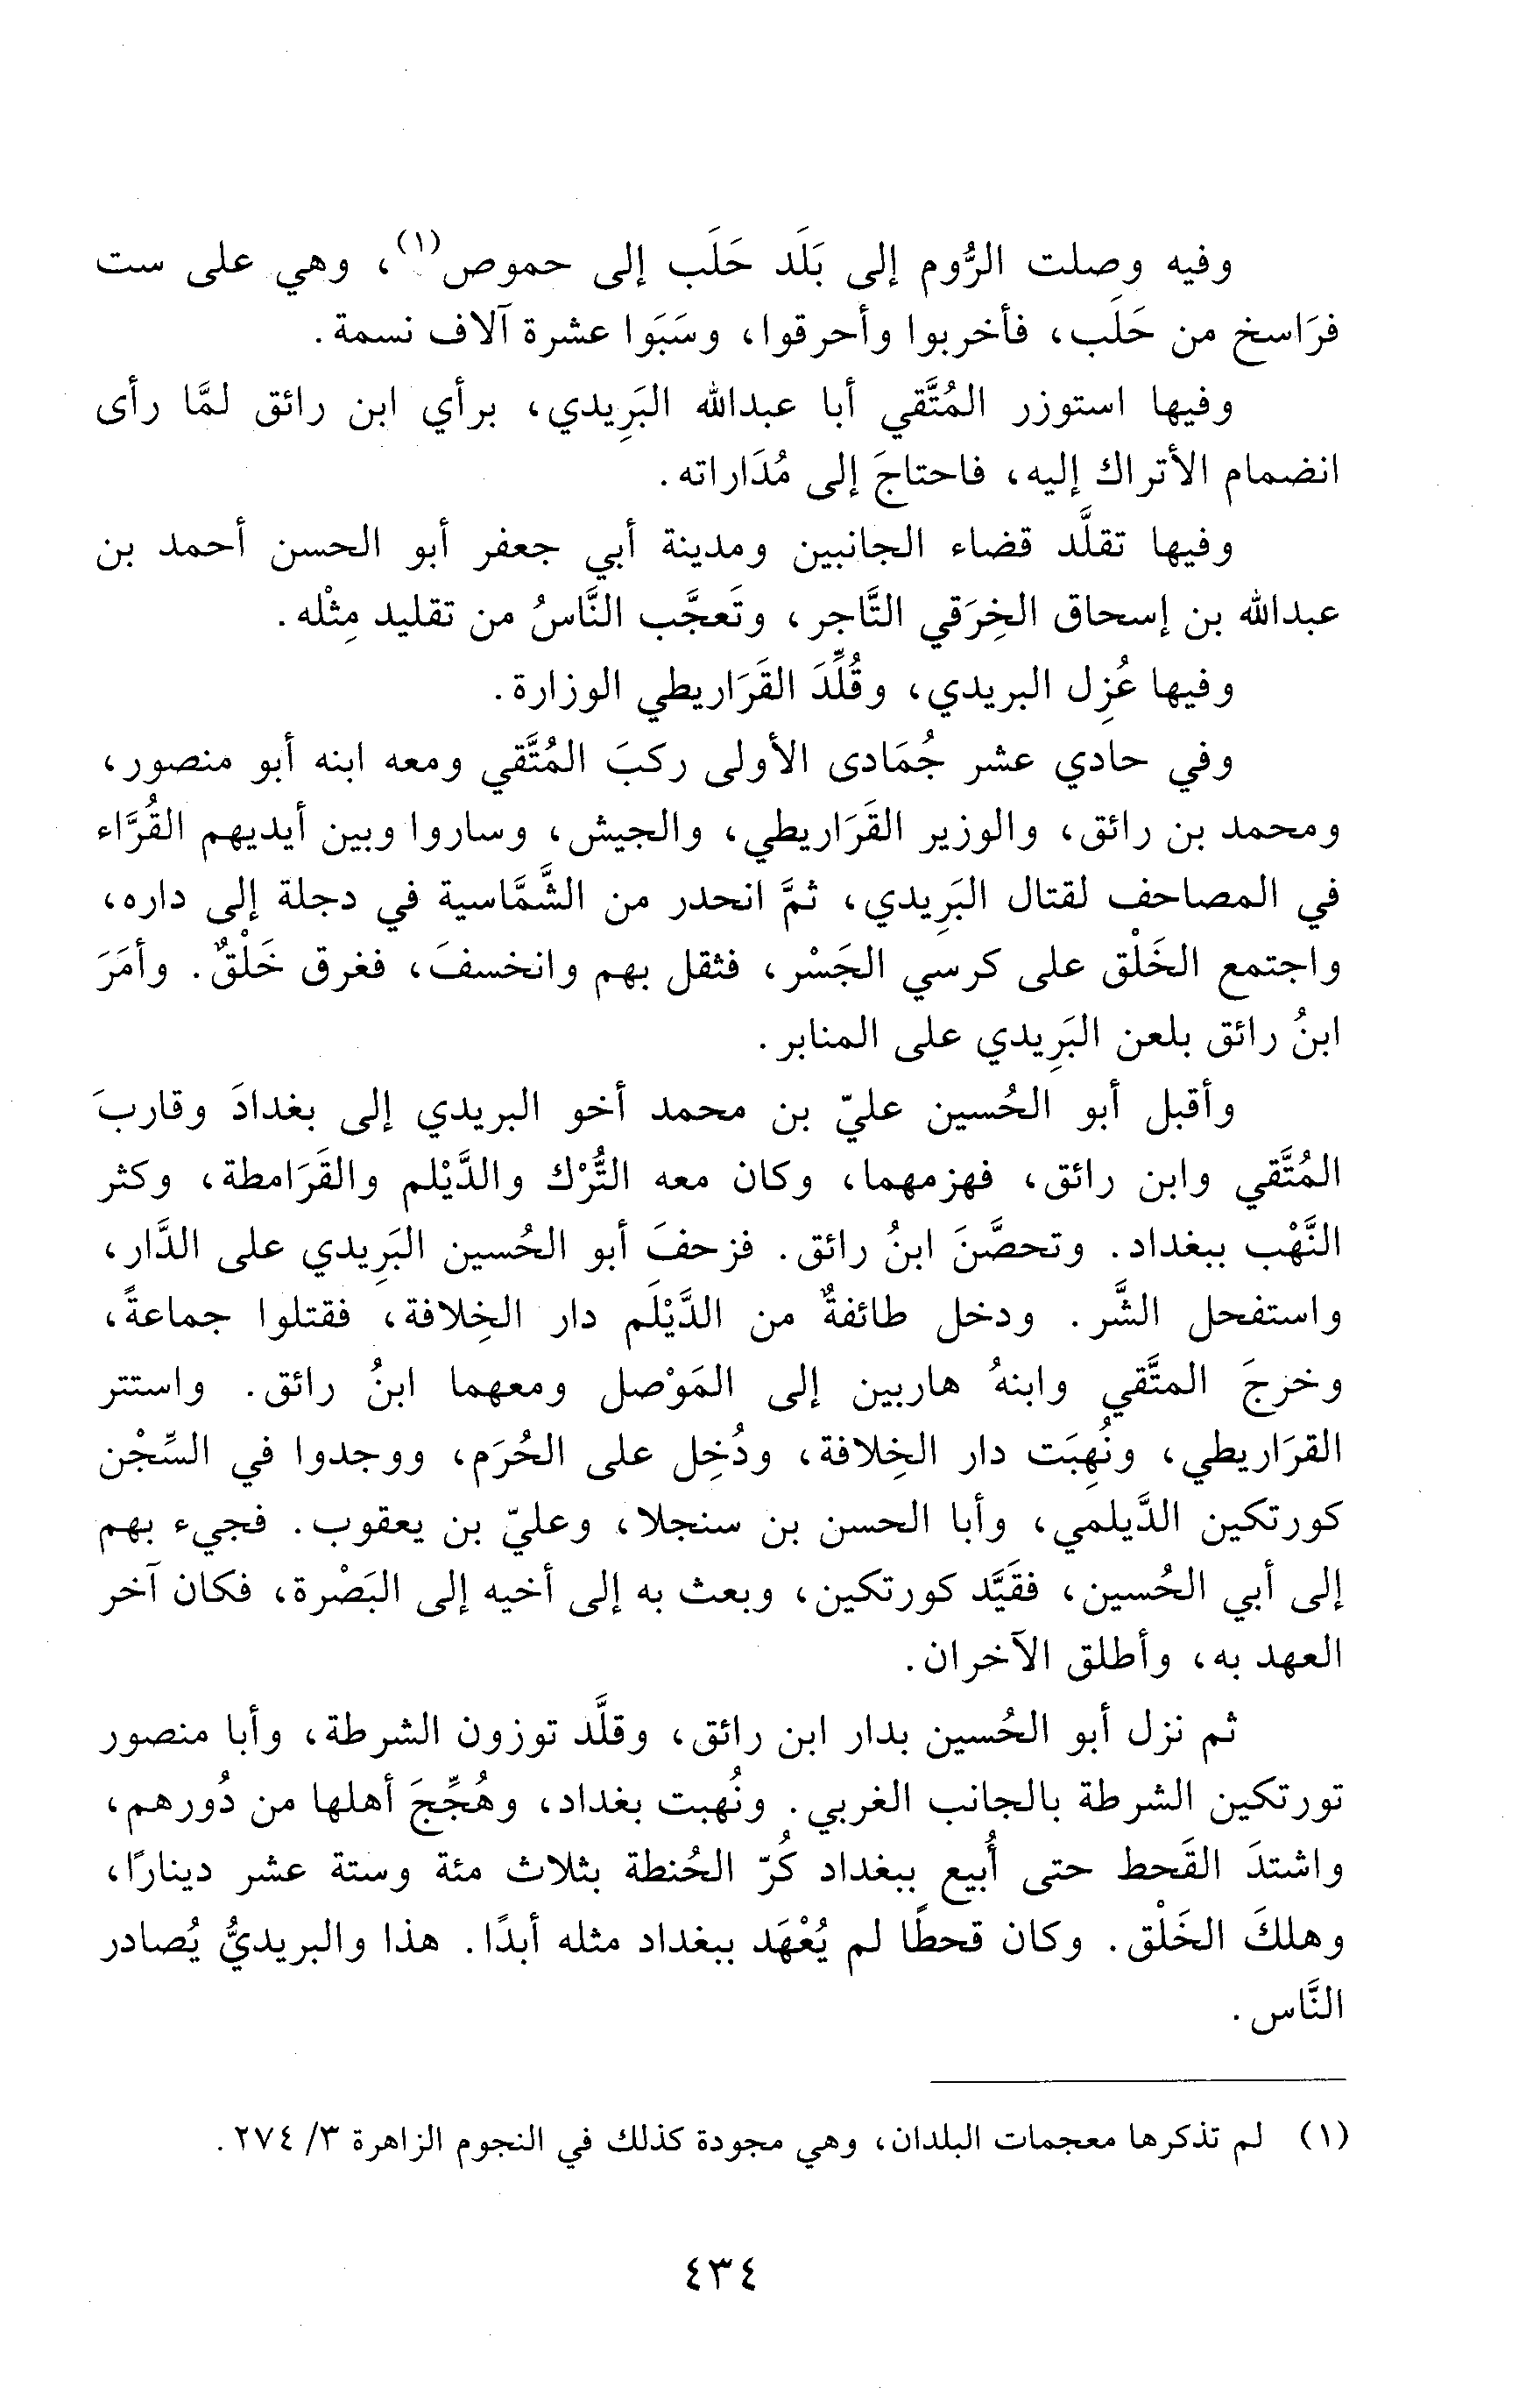 وفيه وصلت الرُّوم إلى بَلَد حَلَب إلى حموص(١)، وهي على ست
فرَاسخ من حَلَب، فأخربوا وأحرقوا، وسَبَوا عشرة آلاف نسمة.
وفيها استوزر المُتَّقي أبا عبدالله البَرِيدي، برأي ابن رائق لمَّا رأى
انضمام الأتراك إليه، فاحتاجَ إلى مُدَاراته.
وفيها تقلَّد قضاء الجانبين ومدينة أبي جعفر أبو الحسن أحمد بن
عبدالله بن إسحاق الخِرَقي التَّاجر، وتَعجَّب النَّاسُ من تقليد مِثْله.
وفيها عُزِل البريدي، وقُلِّدَ القَرَاريطي الوزارة.
وفي حادي عشر جُمَادى الأولى ركبَ المُتَّقي ومعه ابنه أبو منصور،
ومحمد بن رائق، والوزير القَرَاريطي، والجيش، وساروا وبين أيديهم القُرَّاء
في المصاحف لقتال البَرِيدي، ثمَّ انحدر من الشَّمَّاسية في دجلة إلى داره،
واجتمع الخَلْق على كرسي الجَسْر، فثقل بهم وانخسفَ، فغرق خَلْقٌ. وأمَرَ
ابنُ رائق بلعن البَرِيدي على المنابر.
وأقبل أبو الحُسين عليّ بن محمد أخو البريدي إلى بغدادَ وقاربَ
المُتَّقي وابن رائق، فهزمهما، وكان معه التُّرْك والدَّيْلم والقَرَامطة، وكثر
النَّهْب ببغداد. وتحصَّنَ ابنُ رائق. فزحفَ أبو الحُسين البَرِيدي على الدَّار،
واستفحل الشَّر. ودخل طائفةٌ من الدَّيْلَم دار الخِلافة، فقتلوا جماعةً،
وخرجَ المتَّقي وابنهُ هاربين إلى المَوْصل ومعهما ابنُ رائق. واستتر
القرَاريطي، ونُهِبَت دار الخِلافة، ودُخِل على الحُرَم، ووجدوا في السِّجْن
كورتكين الدَّيلمي، وأبا الحسن بن سنجلا، وعليّ بن يعقوب. فجيء بهم
إلى أبي الحُسين، فقَيَّد كورتكين، وبعث به إلى أخيه إلى البَصْرة، فكان آخر
العهد به، وأطلق الآخران.
ثم نزل أبو الحُسين بدار ابن رائق، وقلَّد توزون الشرطة، وأبا منصور
تورتكين الشرطة بالجانب الغربي. ونُهبت بغداد، وهُجِّجَ أهلها من دُورهم،
واشتدَ القَحط حتى أُبيع ببغداد كُرّ الحُنطة بثلاث مئة وستة عشر دينارًا،
وهلكَ الخَلْق. وكان قحطًا لم يُعْهَد ببغداد مثله أبدًا. هذا والبريديُّ يُصادر
النَّاس.
(١) لم تذكرها معجمات البلدان، وهي مجودة كذلك في النجوم الزاهرة ٣/ ٢٧٤.
٤٣٤